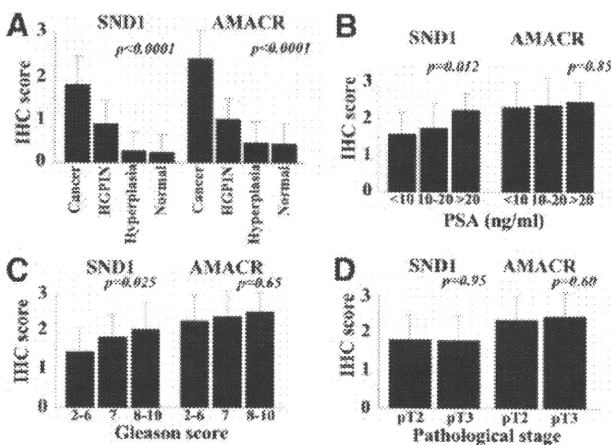 A
SND1 AMACR
p<0.0001 p<0.0001
IHC score
3
2
1
0
Cancer HGPIN Hyperplasia Normal Cancer HGPIN Hyperplasia Normal
B
SND1 AMACR
p=0.012 p=0.85
IHC score
3
2
1
0
<10 10-20 >20 <10 10-20 >20
PSA (ng/ml)
C
SND1 AMACR
p=0.025 p=0.65
IHC score
3
2
1
0
2-6 7 8-10 2-6 7 8-10
Gleason score
D
SND1 AMACR
p=0.95 p=0.60
IHC score
3
2
1
0
pT2 pT3 pT2 pT3
Pathological stage